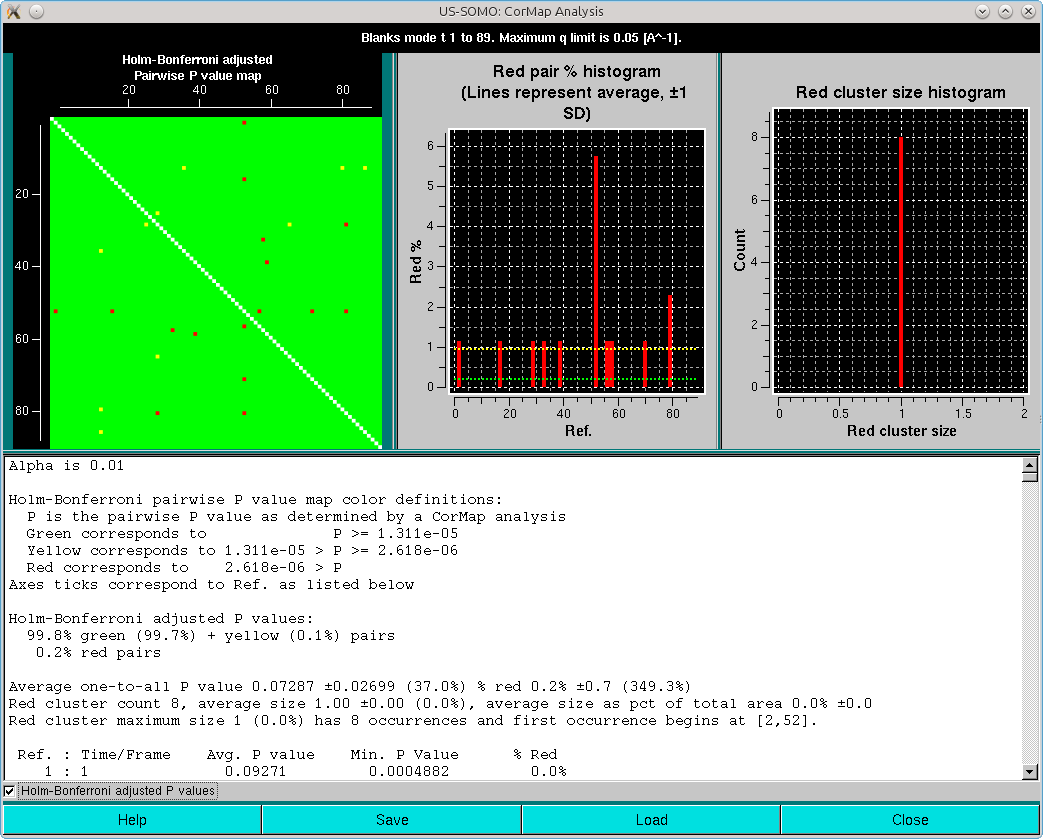 US-SOMO: CorMap Analysis
Blanks mode t 1 to 89. Maximum q limit is 0.05 [A^-1].
Holm-Bonferroni adjusted
Pairwise P value map
20 40 60 80
20
40
60
80
Red pair % histogram
(Lines represent average, ±1
SD)
Red %
6
5
4
3
2
1
0
0 20 40 60 80
Ref.
Red cluster size histogram
Count
8
6
4
2
0
0 0.5 1 1.5 2
Red cluster size
Alpha is 0.01
Holm-Bonferroni pairwise P value map color definitions:
P is the pairwise P value as determined by a CorMap analysis
Green corresponds to P >= 1.311e-05
Yellow corresponds to 1.311e-05 > P >= 2.618e-06
Red corresponds to 2.618e-06 > P
Axes ticks correspond to Ref. as listed below
Holm-Bonferroni adjusted P values:
99.8% green (99.7%) + yellow (0.1%) pairs
0.2% red pairs
Average one-to-all P value 0.07287 ±0.02699 (37.0%) % red 0.2% ±0.7 (349.3%)
Red cluster count 8, average size 1.00 ±0.00 (0.0%), average size as pct of total area 0.0% ±0.0
Red cluster maximum size 1 (0.0%) has 8 occurrences and first occurrence begins at [2,52].
Ref. : Time/Frame Avg. P value Min. P Value % Red
1 : 1 0.09271 0.0004882 0.0%
Holm-Bonferroni adjusted P values
Help Save Load Close